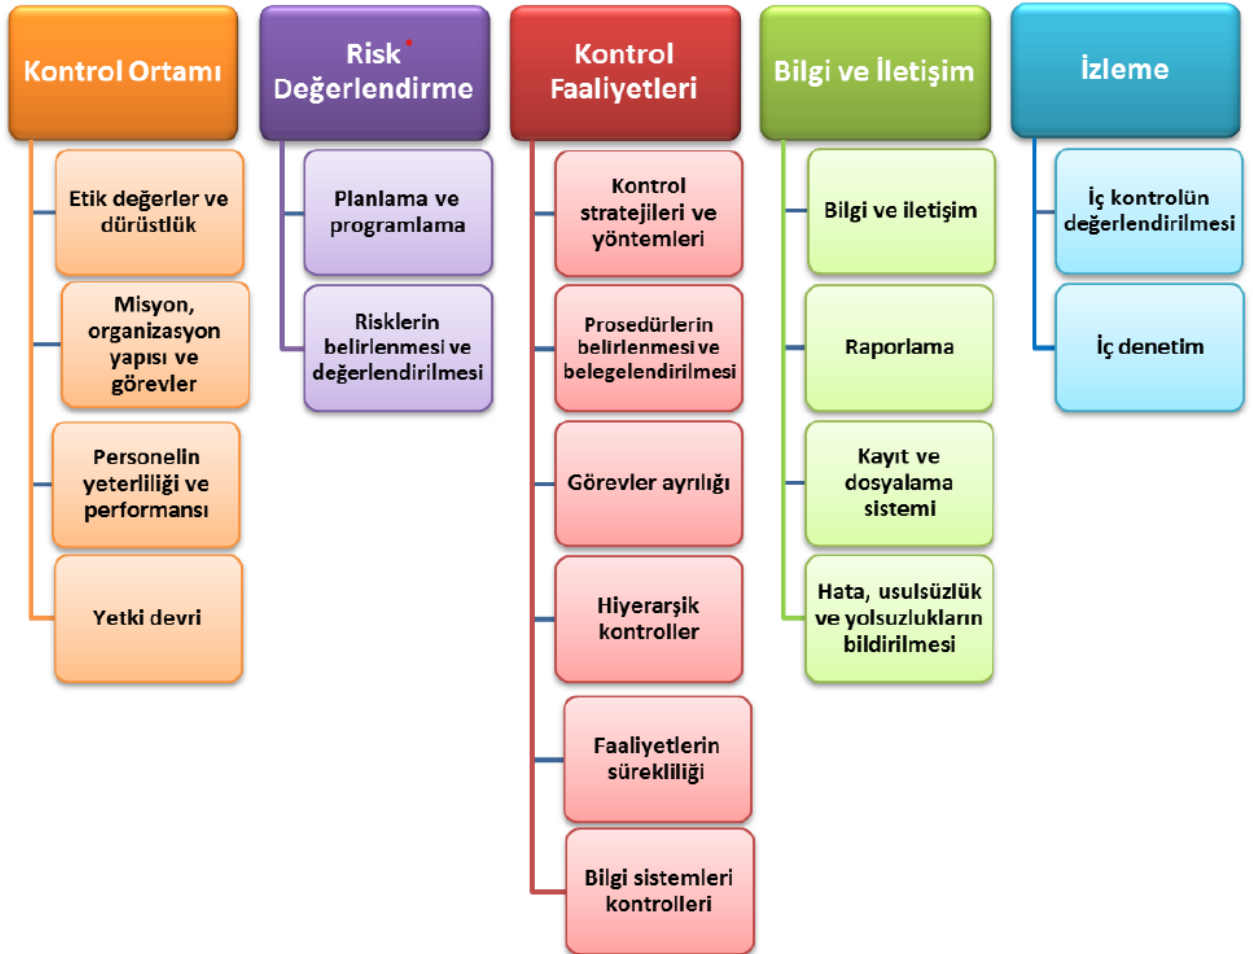 Kontrol Ortamı
Etik değerler ve
dürüstlük
Misyon,
organizasyon
yapısı ve
görevler
Personelin
yeterliliği ve
performansı
Yetki devri
Risk
Değerlendirme
Planlama ve
programlama
Risklerin
belirlenmesi ve
değerlendirilmesi
Kontrol
Faaliyetleri
Kontrol
stratejileri ve
yöntemleri
Prosedürlerin
belirlenmesi ve
belegelendirilmesi
Görevler ayrılığı
Hiyerarşik
kontroller
Faaliyetlerin
sürekliliği
Bilgi sistemleri
kontrolleri
Bilgi ve İletişim
Bilgi ve iletişim
Raporlama
Kayıt ve
dosyalama
sistemi
Hata, usulsüzlük
ve yolsuzlukların
bildirilmesi
İzleme
İç kontrolün
değerlendirilmesi
İç denetim